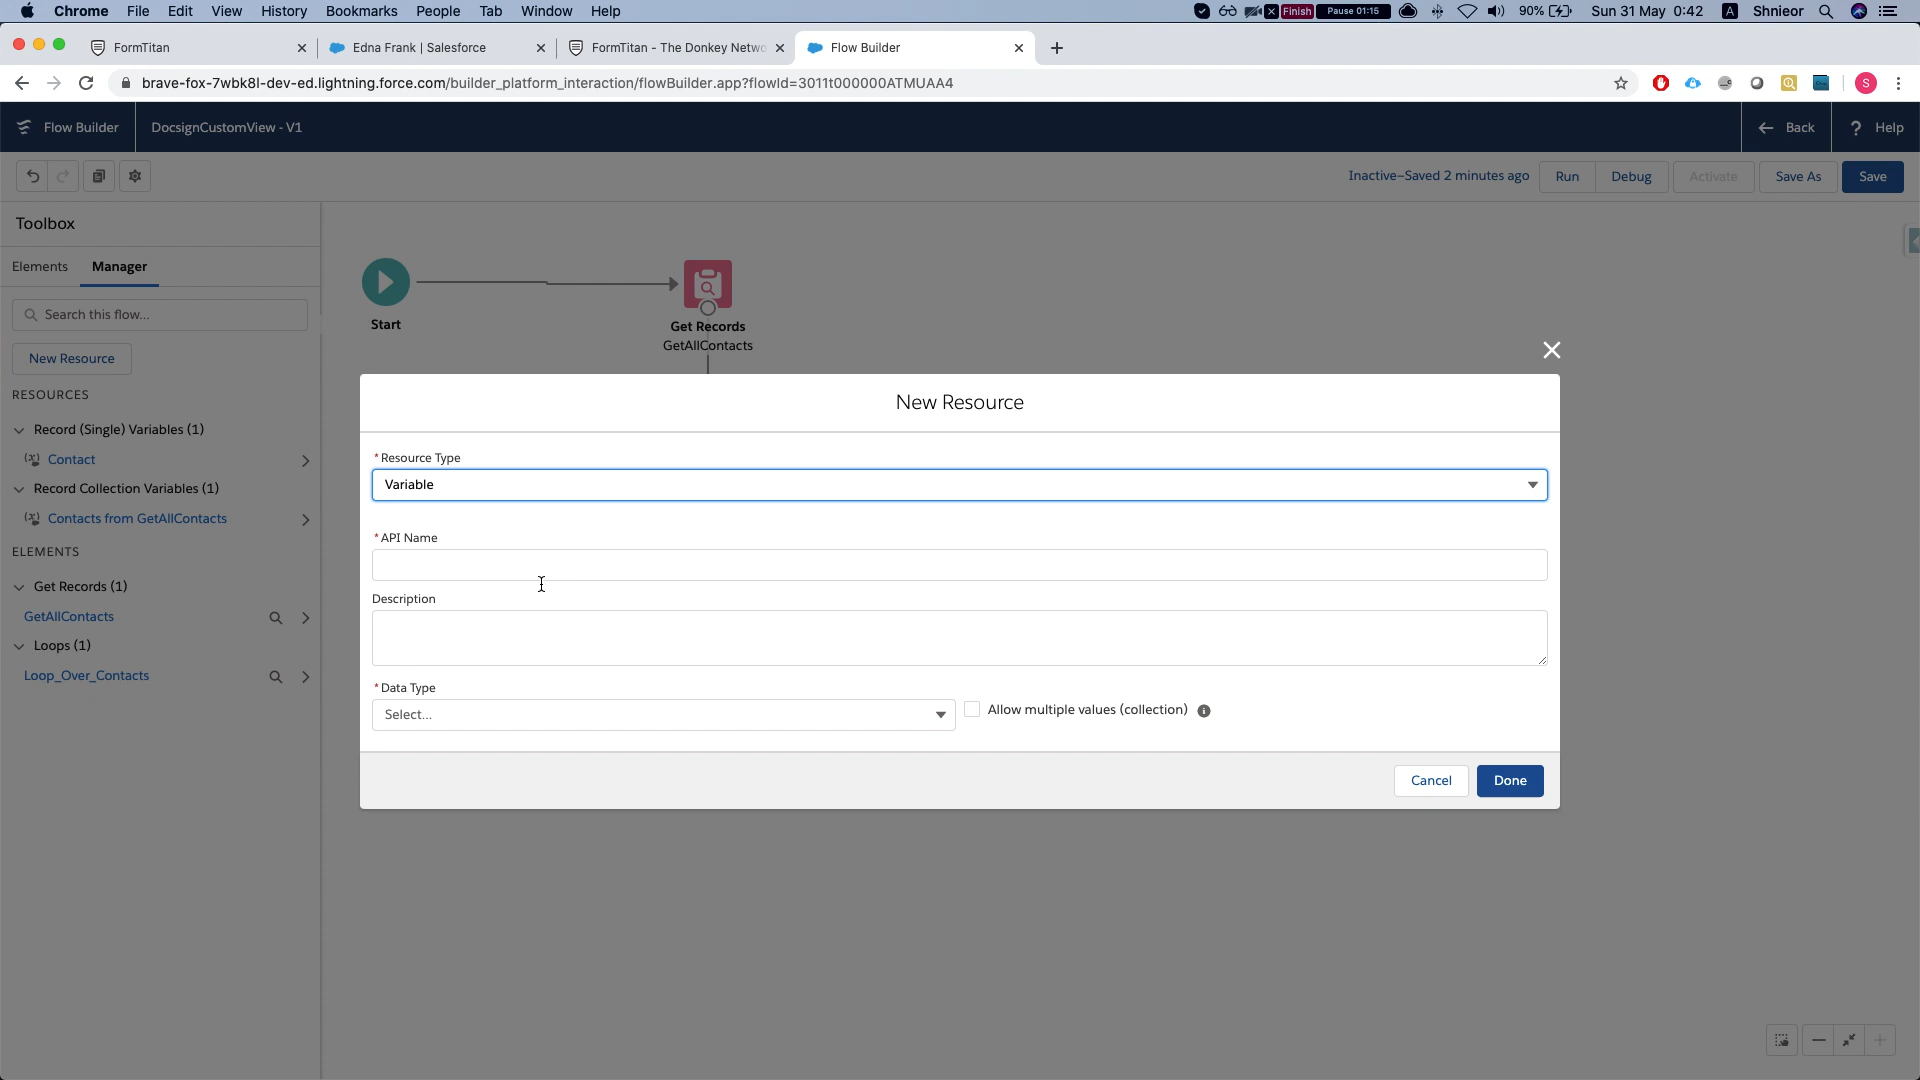 Chrome File Edit View History Bookmarks People Tab Window Help Finish Pause 01:15 90% Sun 31 May 0:42 A Shnieor
FormTitan Edna Frank | Salesforce FormTitan - The Donkey Netwo Flow Builder
brave-fox-7wbk8l-dev-ed.lightning.force.com/builder_platform_interaction/flowBuilder.app?flowId=3011t000000ATMUAA4 S
Flow Builder DocsignCustomView - V1 Back ? Help
Inactive–Saved 2 minutes ago Run Debug Activate Save As Save
Toolbox
Elements Manager
Search this flow...
New Resource
RESOURCES
Record (Single) Variables (1)
Contact
Record Collection Variables (1)
Contacts from GetAllContacts
ELEMENTS
Get Records (1)
GetAllContacts
Loops (1)
Loop_Over_Contacts
Start
Get Records
GetAllContacts
New Resource
* Resource Type
Variable
* API Name
Description
* Data Type
Select... Allow multiple values (collection)
Cancel Done